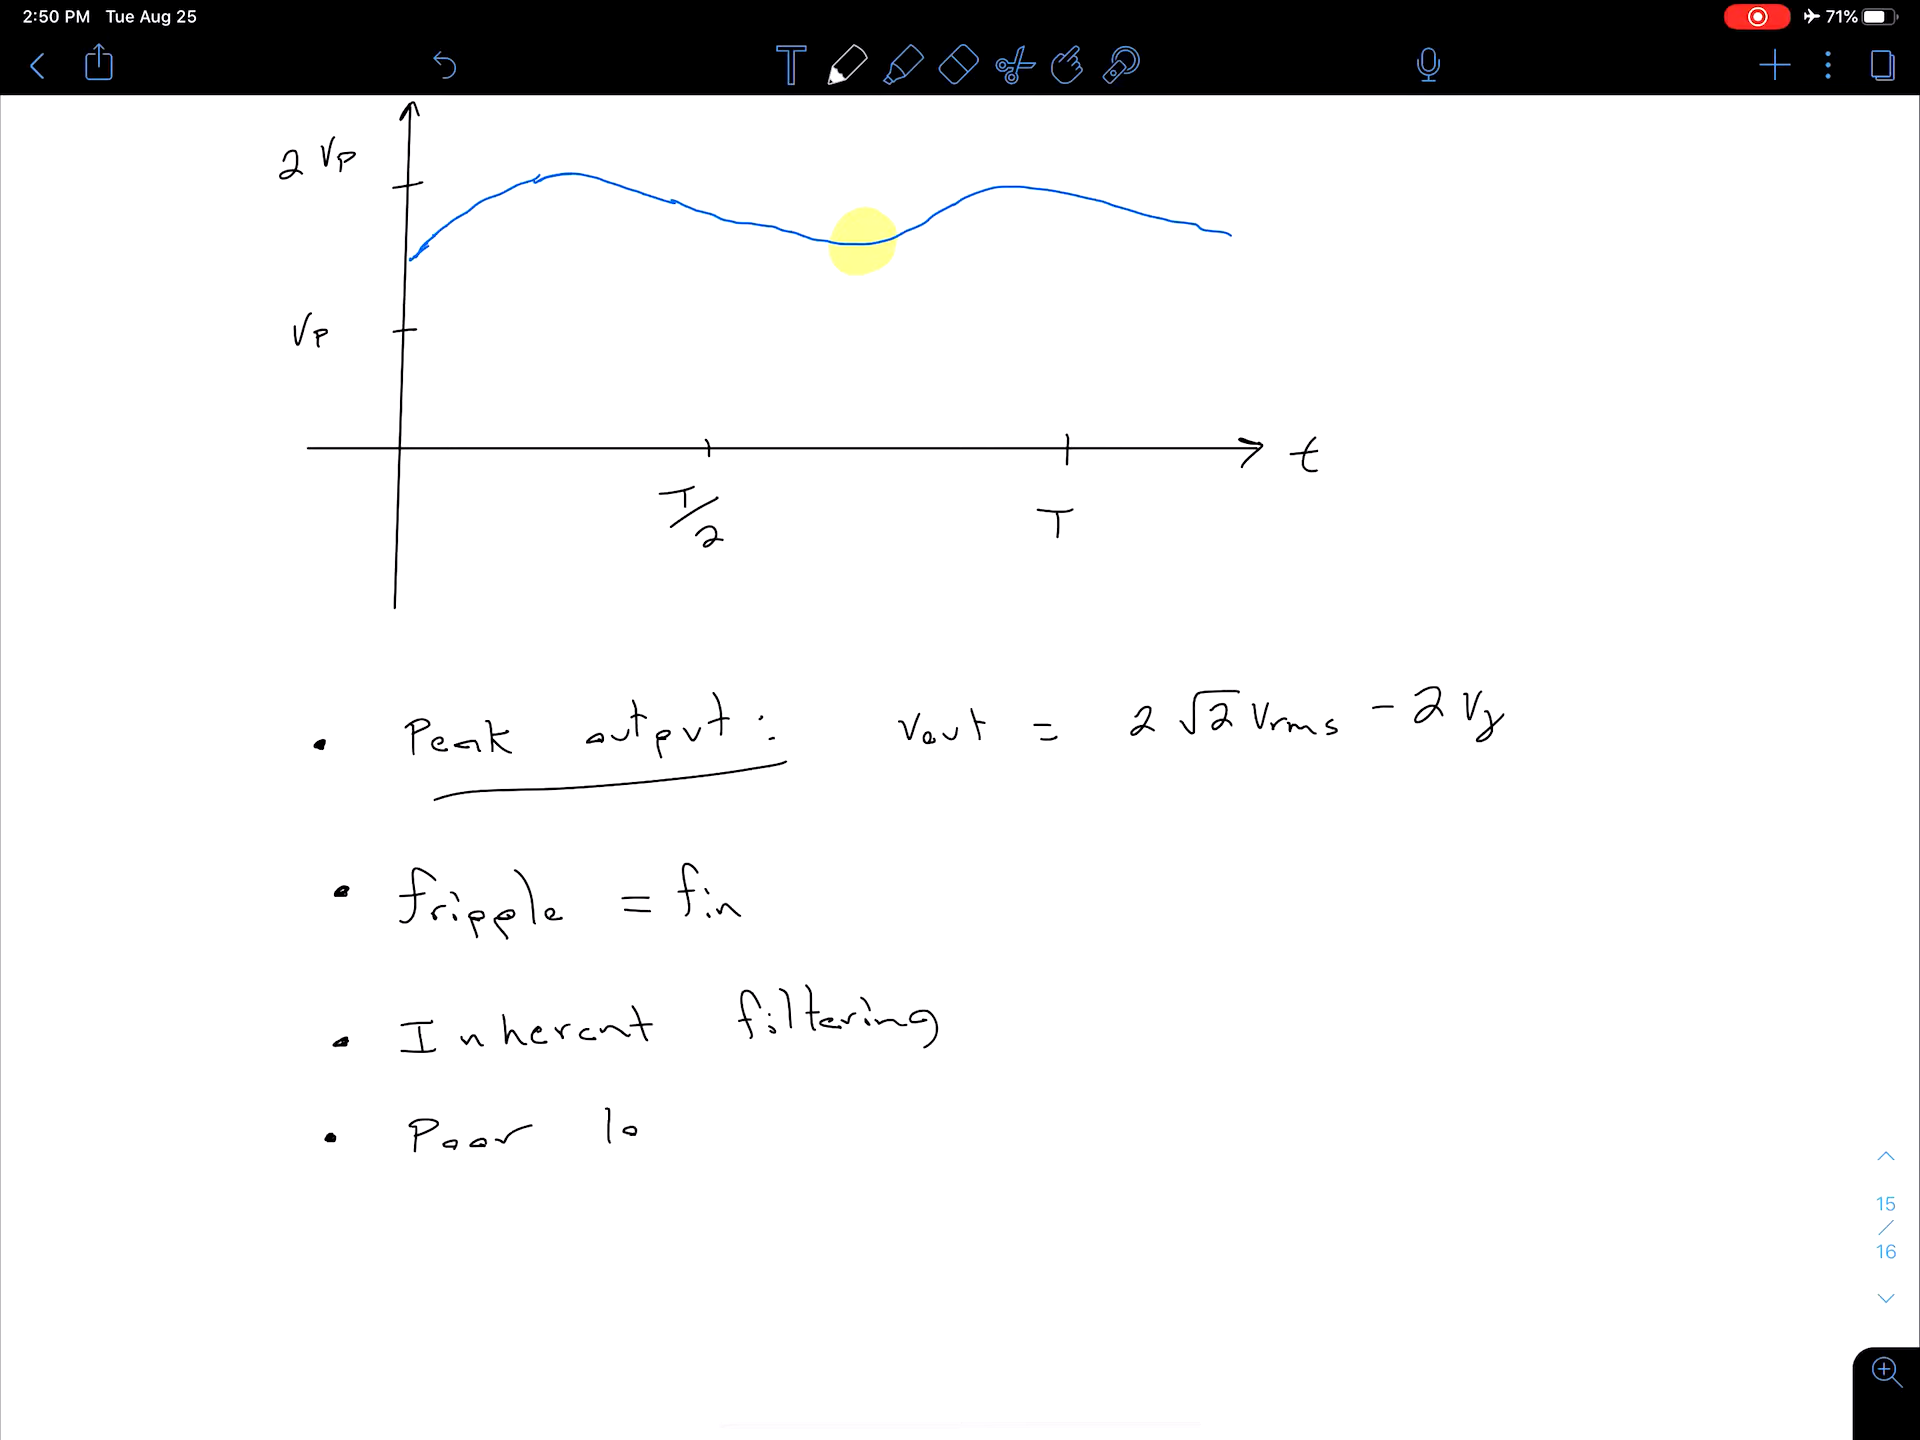 2:50 PM Tue Aug 25
71%
T
2 Vp
Vp
t
T/2
T
• Peak output: Vout = 2 √2 Vrms - 2 Vγ
• fripple = fin
• Inherent filtering
• Poor lo
15
/
16